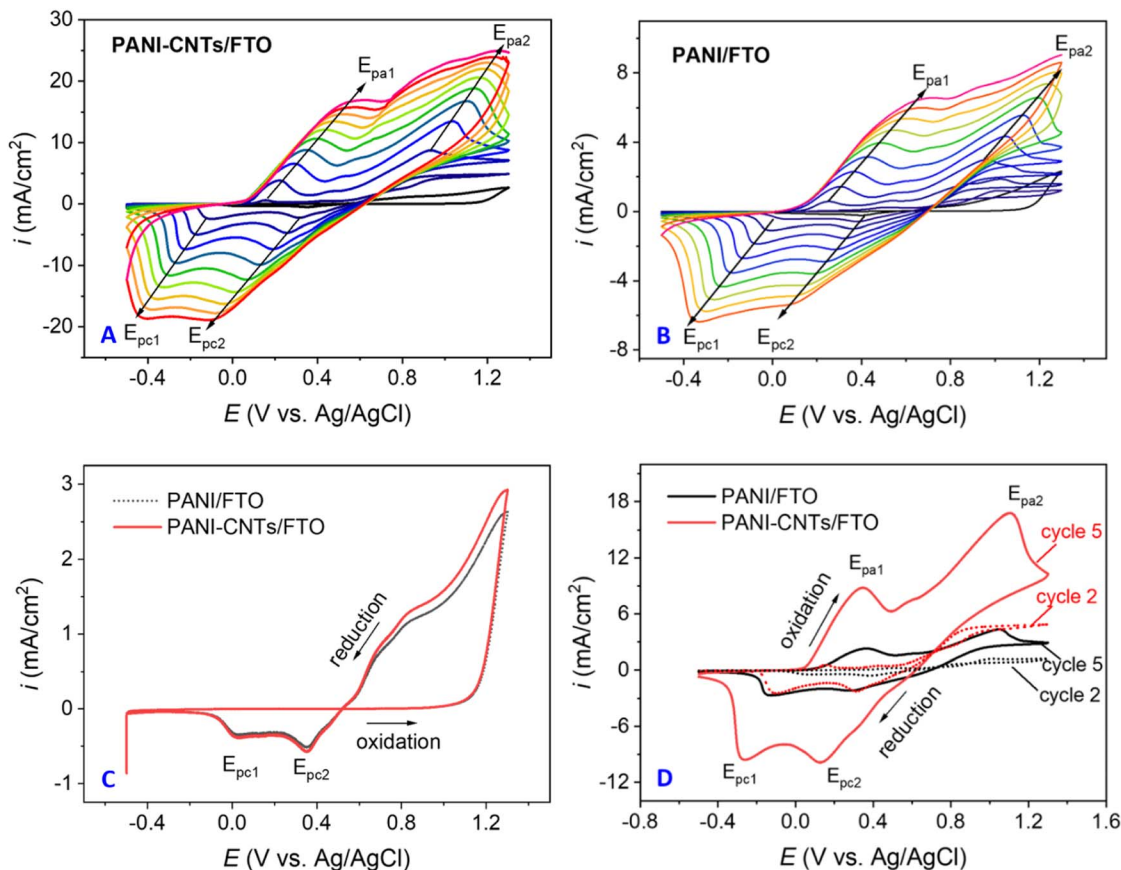 PANI-CNTs/FTO
E_pa1
E_pa2
30
20
10
0
-10
-20
i (mA/cm²)
A
E_pc1
E_pc2
-0.4 0.0 0.4 0.8 1.2
E (V vs. Ag/AgCl)
PANI/FTO
E_pa1
E_pa2
8
4
0
-4
-8
i (mA/cm²)
B
E_pc1
E_pc2
-0.4 0.0 0.4 0.8 1.2
E (V vs. Ag/AgCl)
PANI/FTO
PANI-CNTs/FTO
3
2
1
0
-1
i (mA/cm²)
reduction
oxidation
C
E_pc1
E_pc2
-0.4 0.0 0.4 0.8 1.2
E (V vs. Ag/AgCl)
PANI/FTO
PANI-CNTs/FTO
E_pa2
cycle 5
E_pa1
oxidation
cycle 2
cycle 5
cycle 2
reduction
18
12
6
0
-6
-12
i (mA/cm²)
D
E_pc1
E_pc2
-0.8 -0.4 0.0 0.4 0.8 1.2 1.6
E (V vs. Ag/AgCl)